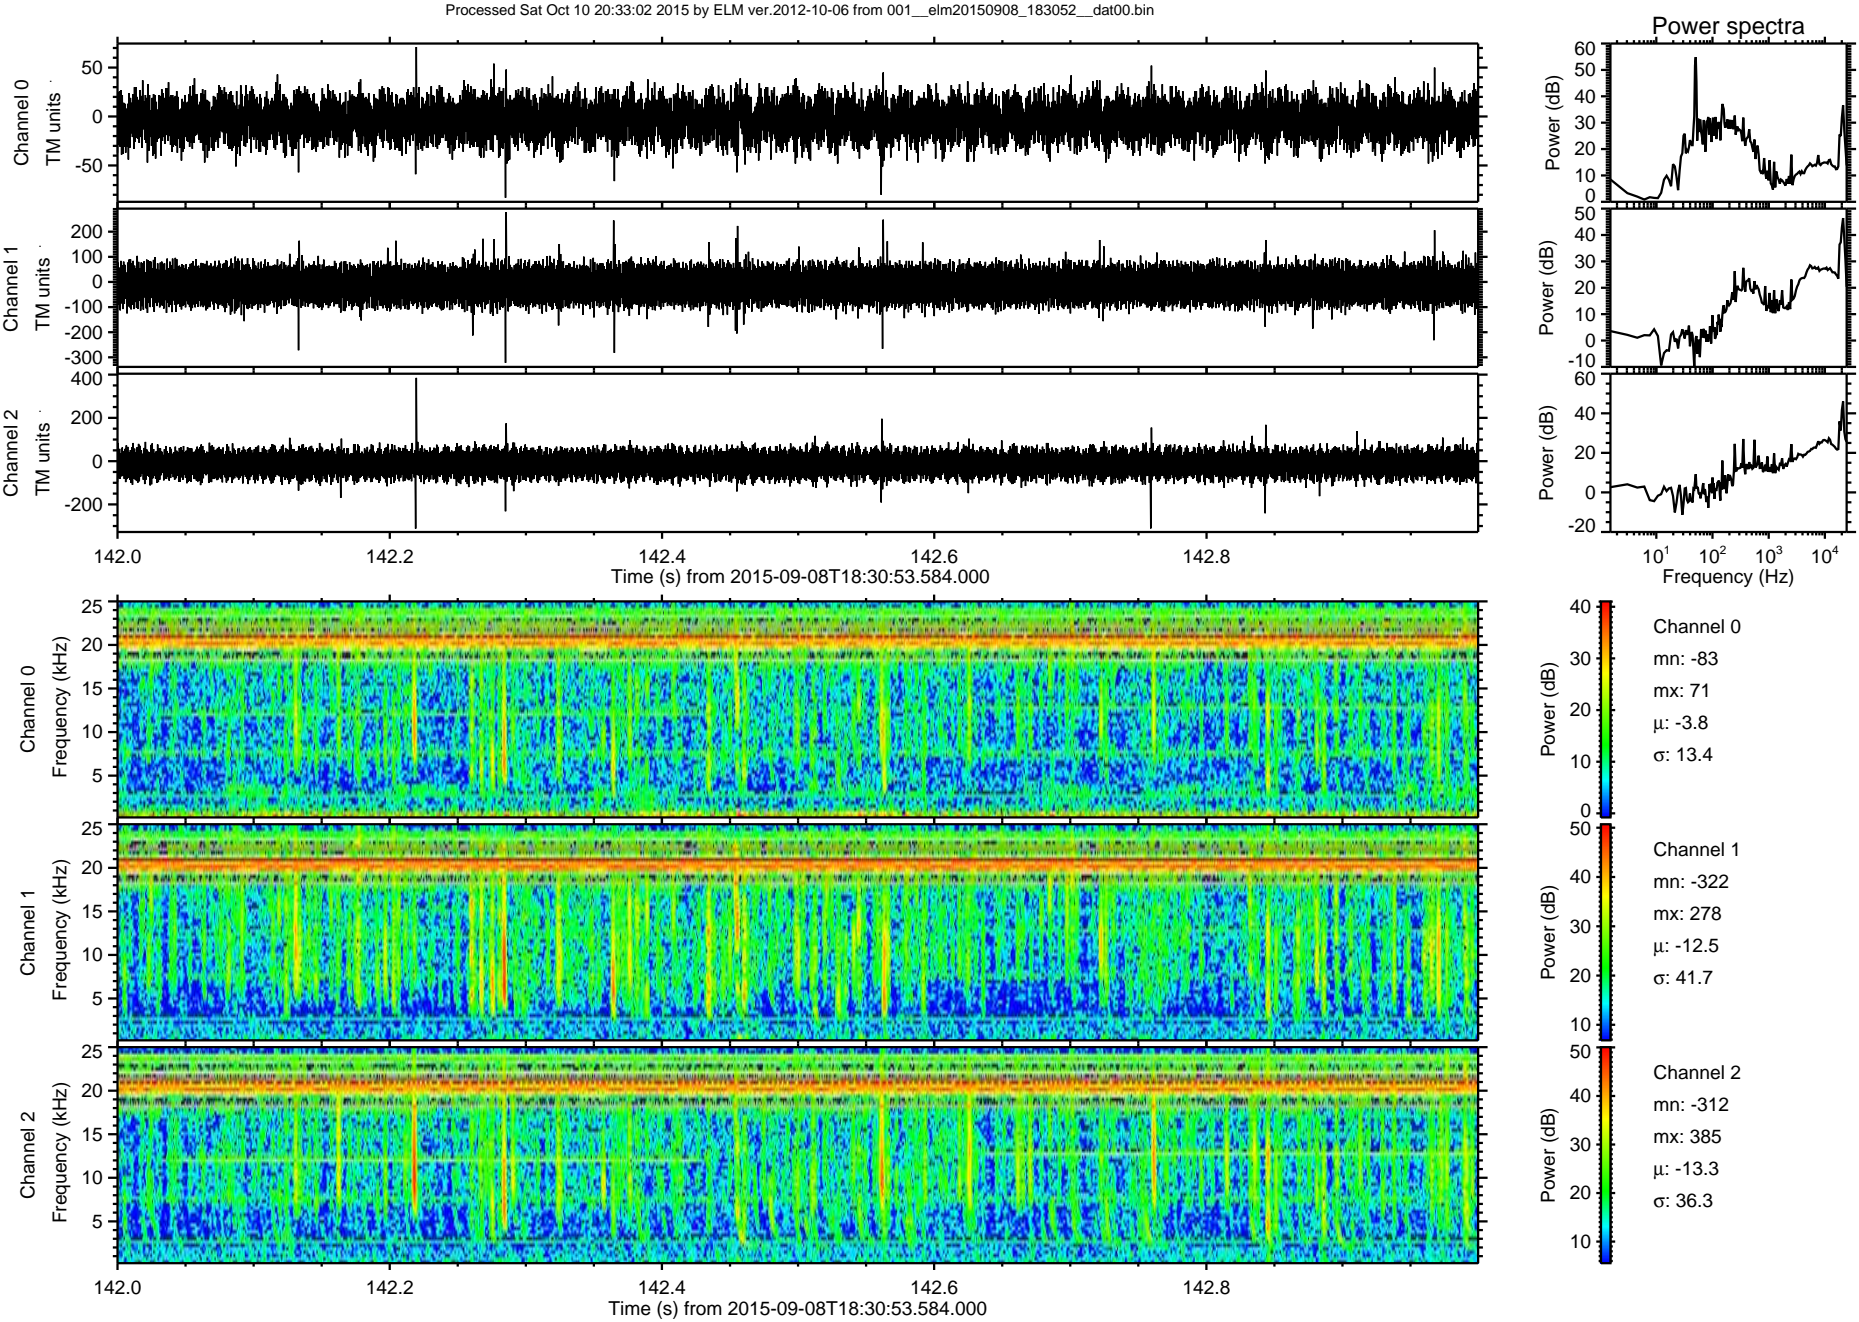 Processed Sat Oct 10 20:33:02 2015 by ELM ver.2012-10-06 from 001__elm20150908_183052__dat00.bin
Power spectra
Channel 0
TM units
50
0
-50
Power (dB)
60
50
40
30
20
10
0
Channel 1
TM units
200
100
0
-100
-200
-300
Power (dB)
50
40
30
20
10
0
-10
Channel 2
TM units
400
200
0
-200
Power (dB)
60
40
20
0
-20
142.0 142.2 142.4 142.6 142.8
Time (s) from 2015-09-08T18:30:53.584.000
10¹ 10² 10³ 10⁴
Frequency (Hz)
Channel 0
Frequency (kHz)
25
20
15
10
5
Power (dB)
40
30
20
10
0
Channel 0
mn: -83
mx: 71
μ: -3.8
σ: 13.4
Channel 1
Frequency (kHz)
25
20
15
10
5
Power (dB)
50
40
30
20
10
Channel 1
mn: -322
mx: 278
μ: -12.5
σ: 41.7
Channel 2
Frequency (kHz)
25
20
15
10
5
Power (dB)
50
40
30
20
10
Channel 2
mn: -312
mx: 385
μ: -13.3
σ: 36.3
142.0 142.2 142.4 142.6 142.8
Time (s) from 2015-09-08T18:30:53.584.000